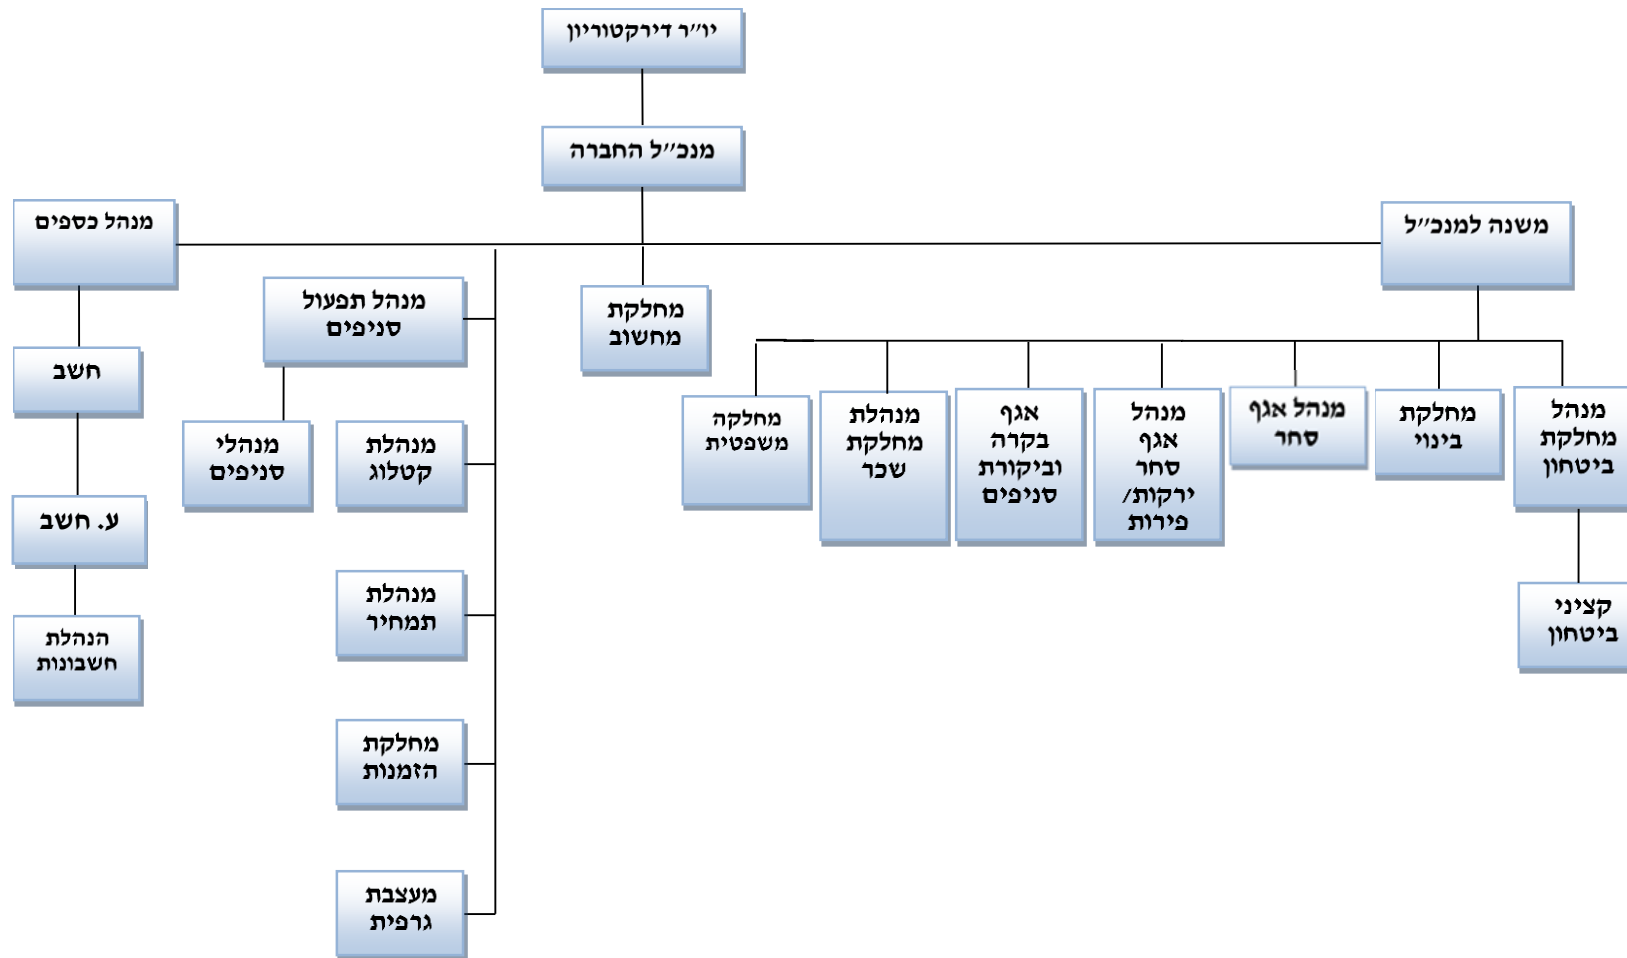 יו״ר דירקטוריון
מנכ״ל החברה
משנה למנכ״ל
מנהל כספים
מחלקת
מחשוב
מנהל תפעול
סניפים
חשב
מנהל
מחלקת
ביטחון
מחלקת
בינוי
מנהל אגף
סחר
מנהל
אגף
סחר
ירקות/
פירות
אגף
בקרה
וביקורת
סניפים
מנהלת
מחלקת
שכר
מחלקה
משפטית
מנהלת
קטלוג
מנהלי
סניפים
ע. חשב
קציני
ביטחון
מנהלת
תמחיר
הנהלת
חשבונות
מחלקת
הזמנות
מעצבת
גרפית